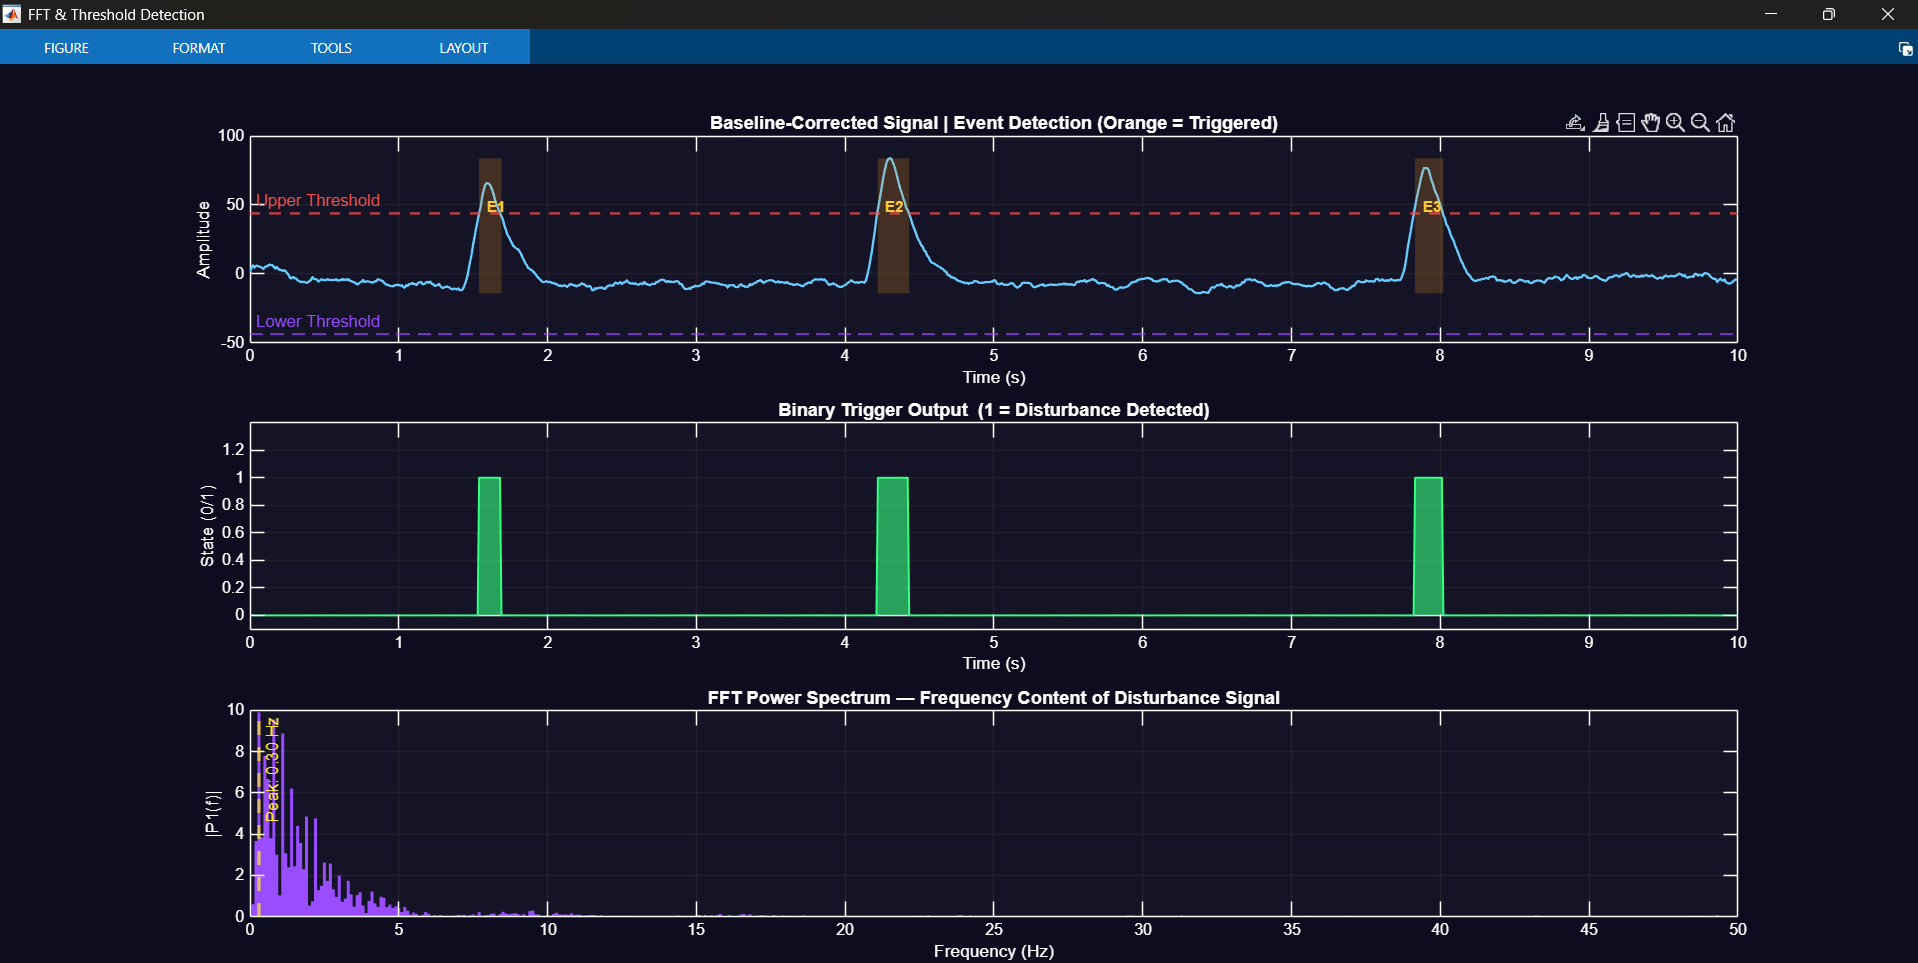 FFT & Threshold Detection
FIGURE FORMAT TOOLS LAYOUT
Baseline-Corrected Signal | Event Detection (Orange = Triggered)
100
50
0
-50
Amplitude
Upper Threshold
Lower Threshold
E1 E2 E3
0 1 2 3 4 5 6 7 8 9 10
Time (s)
Binary Trigger Output (1 = Disturbance Detected)
1.2
1
0.8
0.6
0.4
0.2
0
State (0/1)
0 1 2 3 4 5 6 7 8 9 10
Time (s)
FFT Power Spectrum — Frequency Content of Disturbance Signal
10
8
6
4
2
0
|P1(f)|
Peak: 0.30 Hz
0 5 10 15 20 25 30 35 40 45 50
Frequency (Hz)